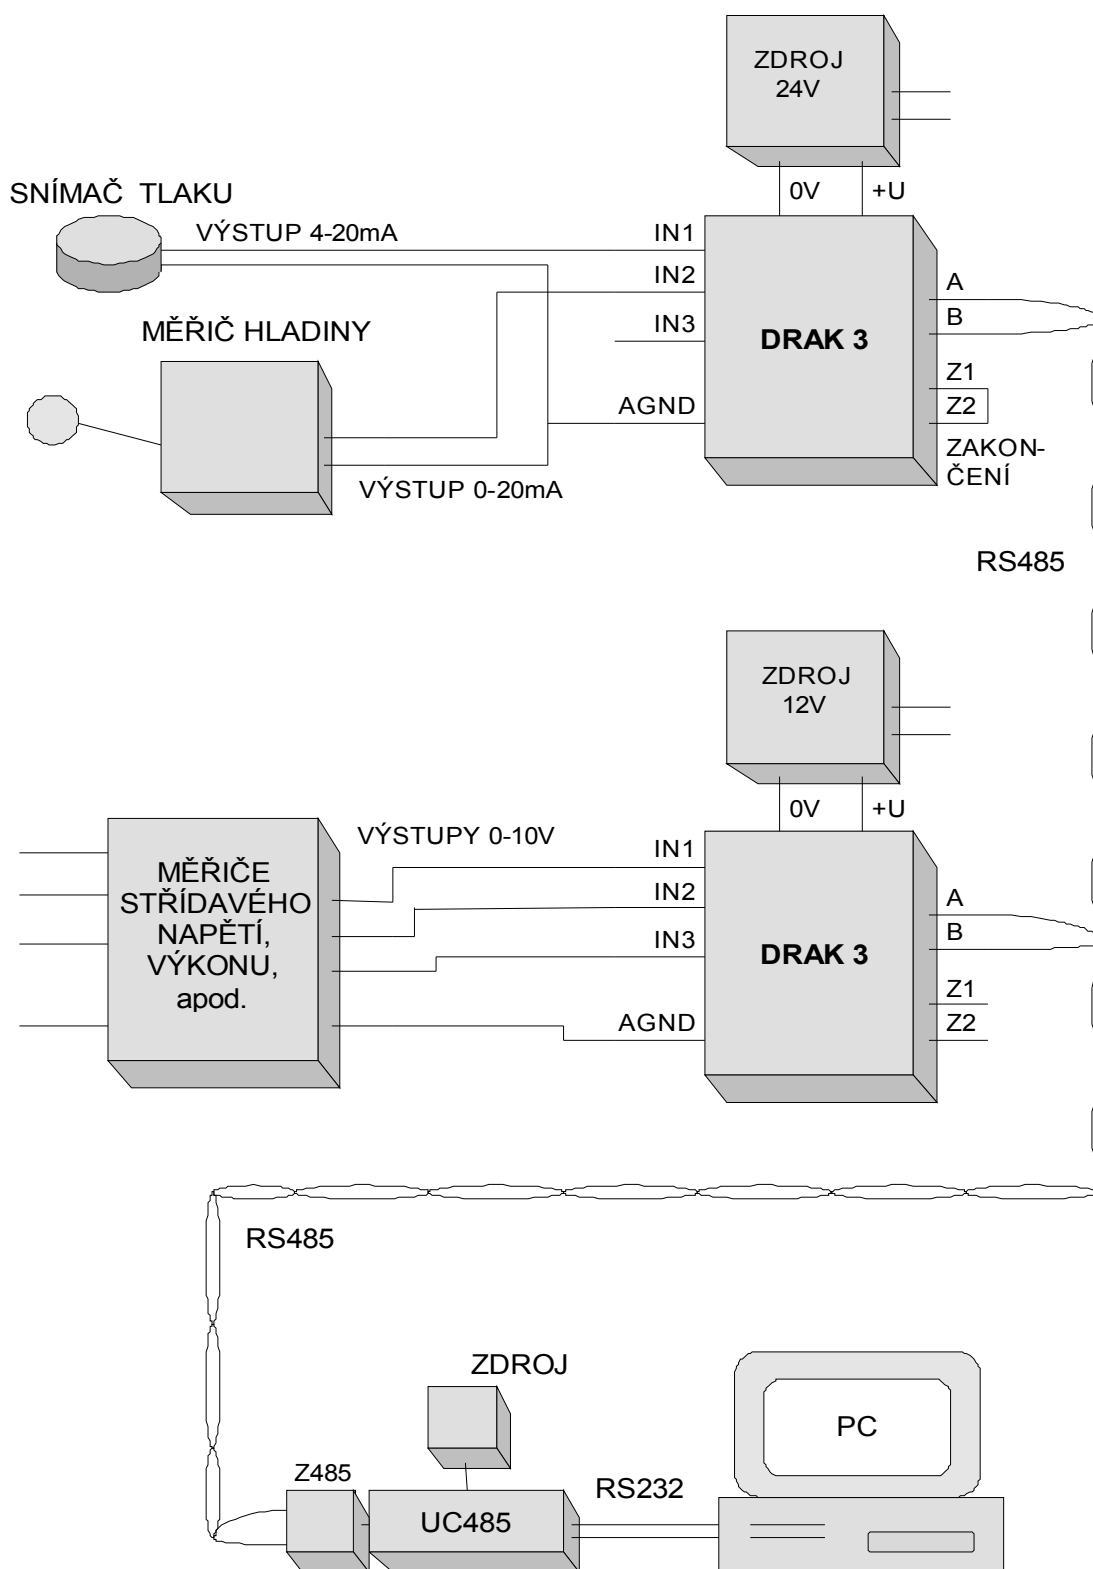 ZDROJ
24V
0V
+U
SNÍMAČ TLAKU
VÝSTUP 4-20mA
IN1
IN2
IN3
AGND
DRAK 3
A
B
Z1
Z2
ZAKON-
ČENÍ
MĚŘIČ HLADINY
VÝSTUP 0-20mA
RS485
ZDROJ
12V
0V
+U
VÝSTUPY 0-10V
MĚŘIČE
STŘÍDAVÉHO
NAPĚTÍ,
VÝKONU,
apod.
IN1
IN2
IN3
AGND
DRAK 3
A
B
Z1
Z2
RS485
ZDROJ
Z485
UC485
RS232
PC